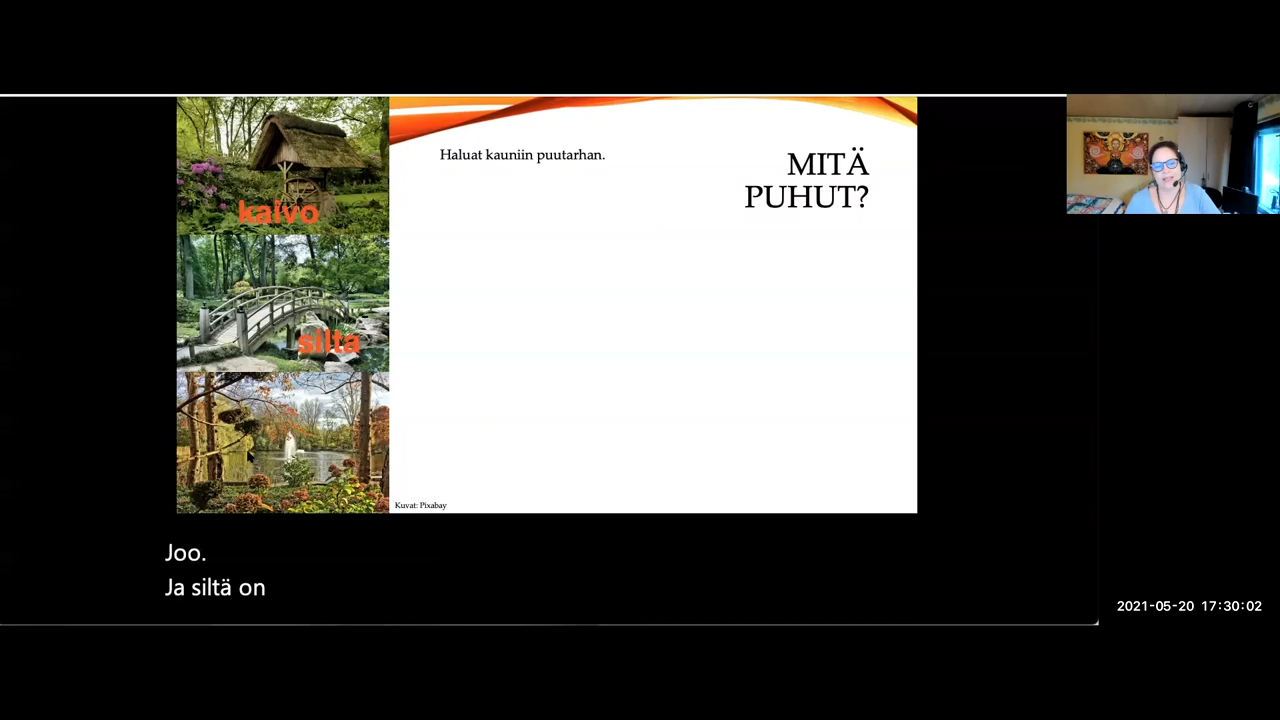 Haluat kauniin puutarhan.
MITÄ
PUHUT?
kaivo
silta
Kuvat: Pixabay
Joo.
Ja siltä on
2021-05-20 17:30:02